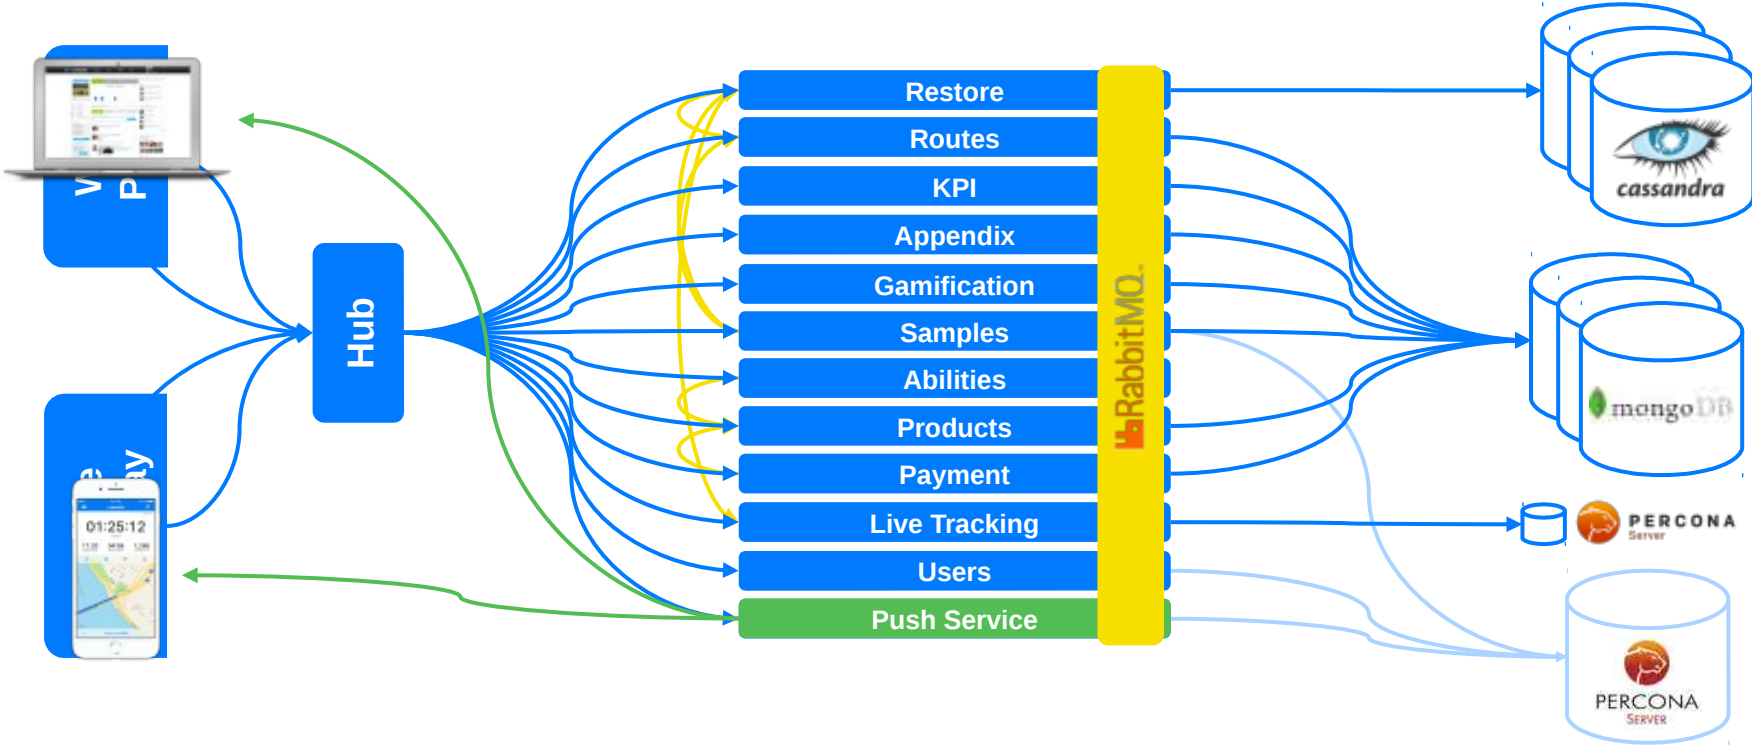 Hub
Restore
Routes
KPI
Appendix
Gamification
Samples
Abilities
Products
Payment
Live Tracking
Users
Push Service
RabbitMQ
cassandra
mongoDB
PERCONA
Server
PERCONA
SERVER
01:25:12